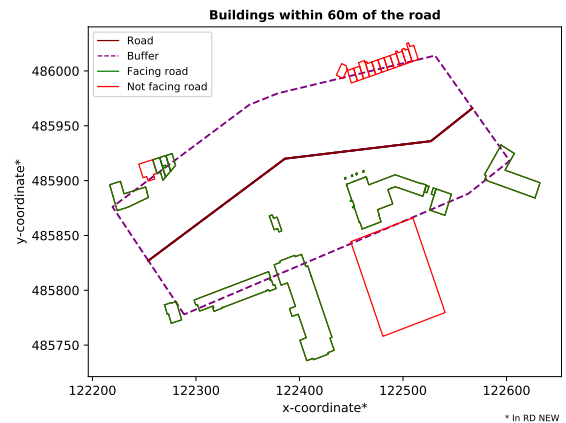 Buildings within 60m of the road
Road
Buffer
Facing road
Not facing road
y-coordinate*
486000
485950
485900
485850
485800
485750
122200 122300 122400 122500 122600
x-coordinate*
* In RD NEW